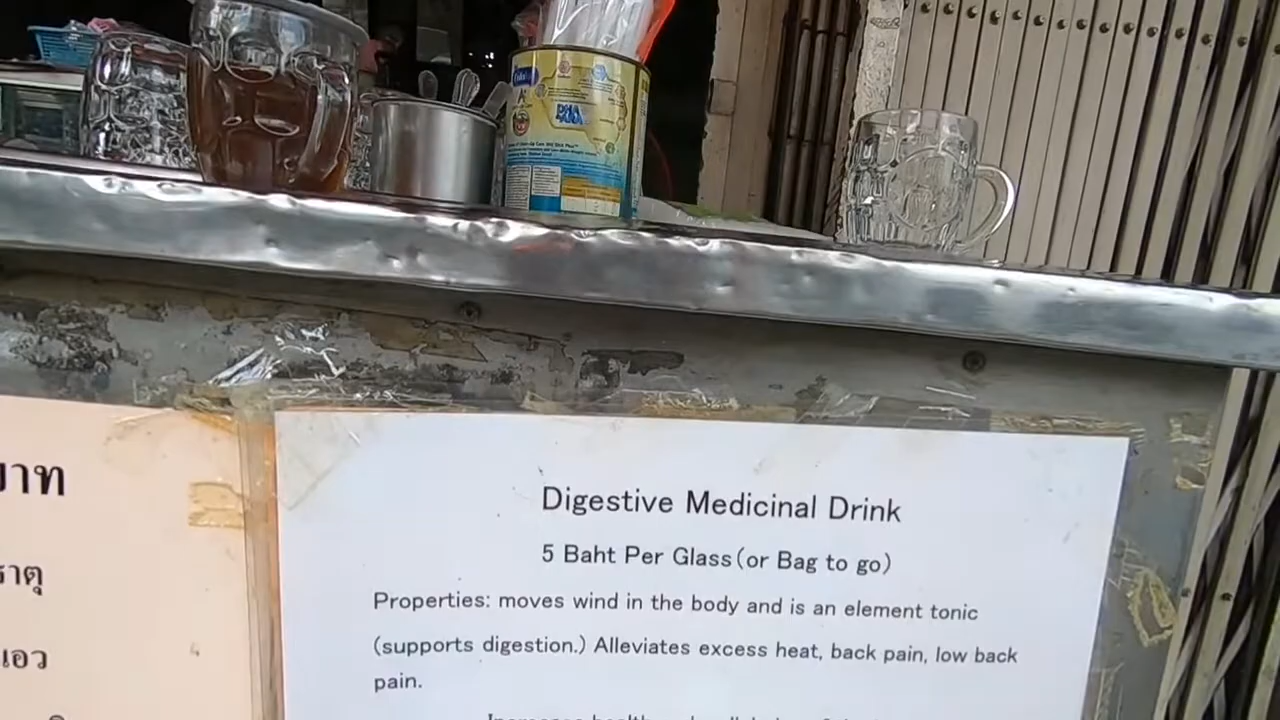 DHA
บาท
ธาตุ
เอว
Digestive Medicinal Drink
5 Baht Per Glass (or Bag to go)
Properties: moves wind in the body and is an element tonic
(supports digestion.) Alleviates excess heat, back pain, low back
pain.